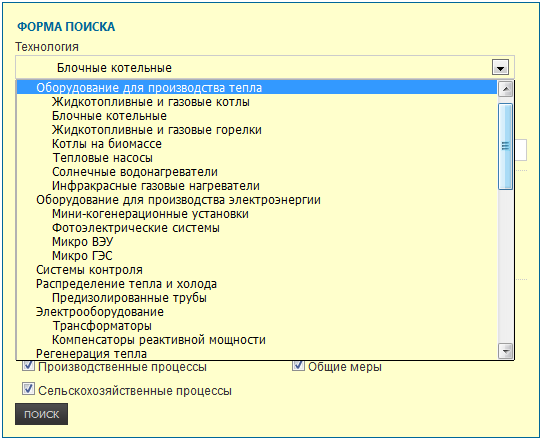 ФОРМА ПОИСКА
Технология
Блочные котельные
Оборудование для производства тепла
Жидкотопливные и газовые котлы
Блочные котельные
Жидкотопливные и газовые горелки
Котлы на биомассе
Тепловые насосы
Солнечные водонагреватели
Инфракрасные газовые нагреватели
Оборудование для производства электроэнергии
Мини-когенерационные установки
Фотоэлектрические системы
Микро ВЭУ
Микро ГЭС
Системы контроля
Распределение тепла и холода
Предизолированные трубы
Электрооборудование
Трансформаторы
Компенсаторы реактивной мощности
Регенерация тепла
Производственные процессы Общие меры
Сельскохозяйственные процессы
ПОИСК